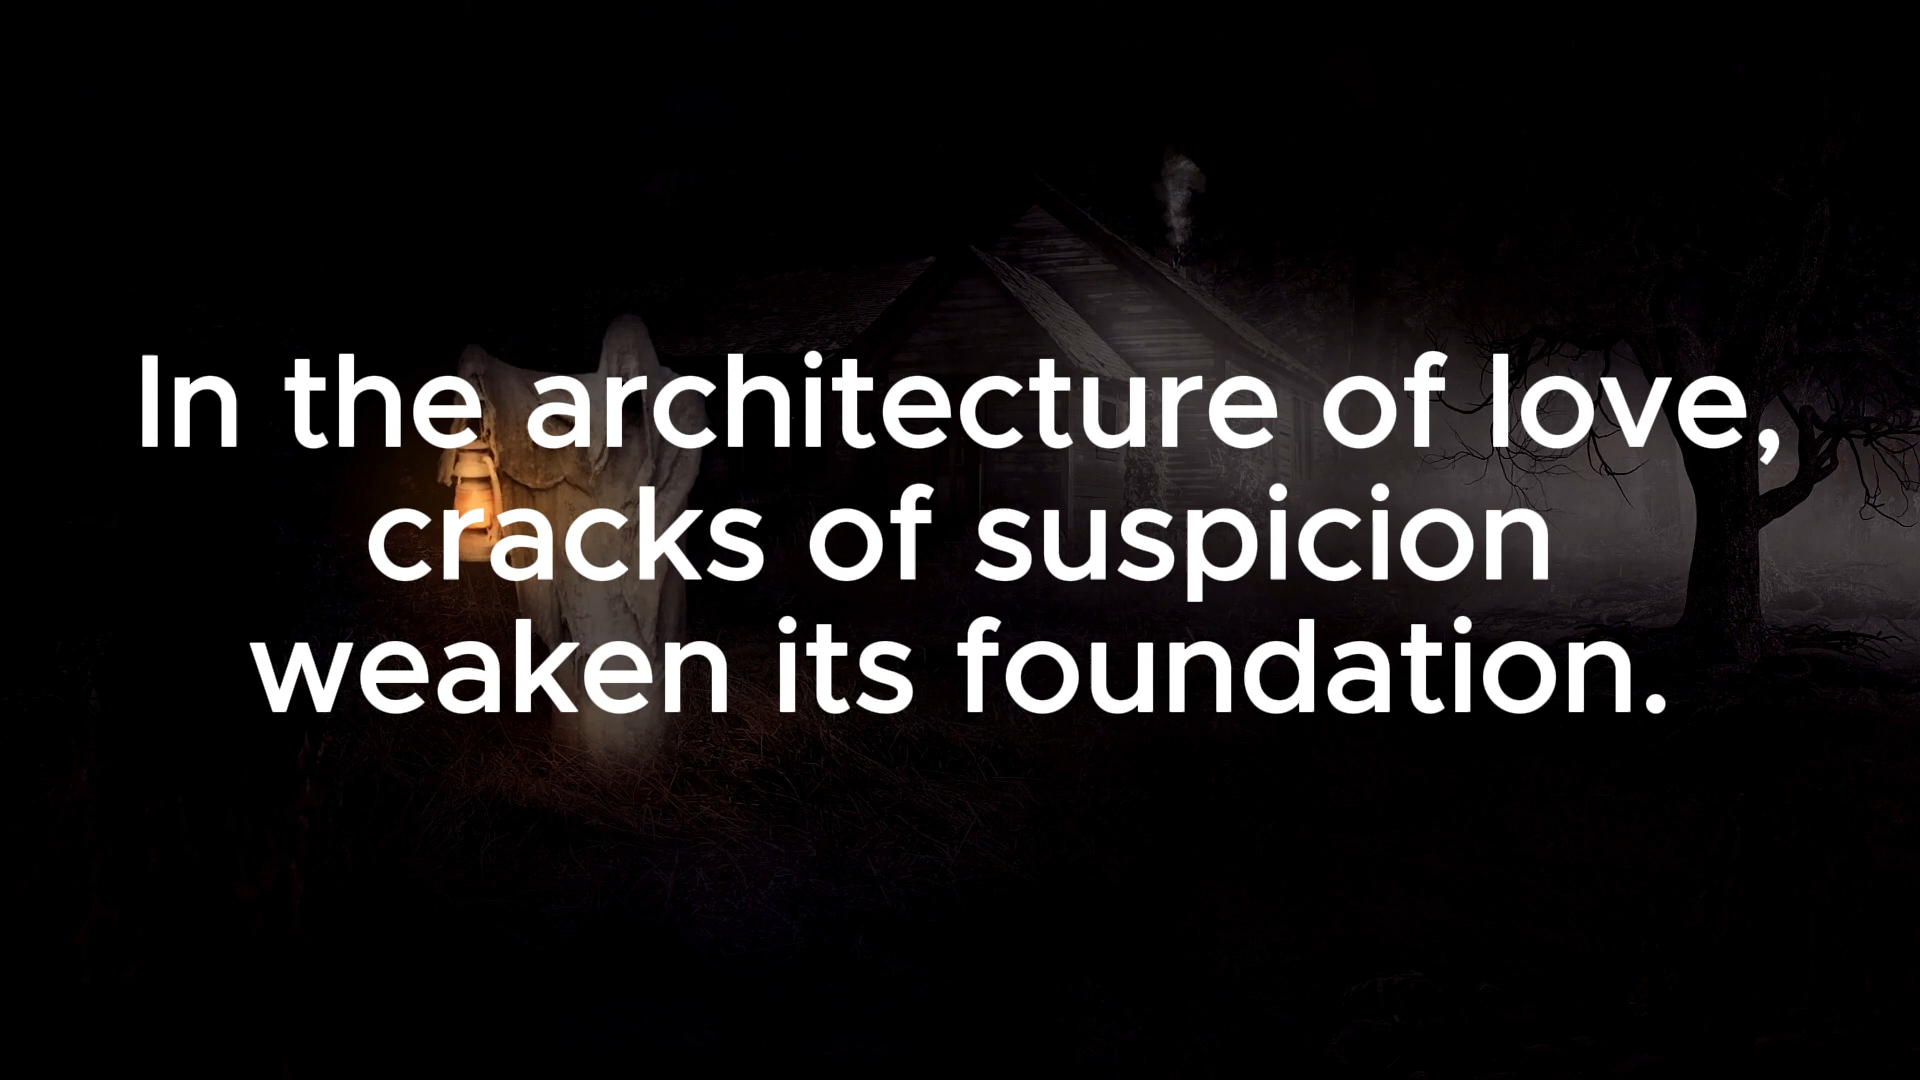 In the architecture of love,
cracks of suspicion
weaken its foundation.